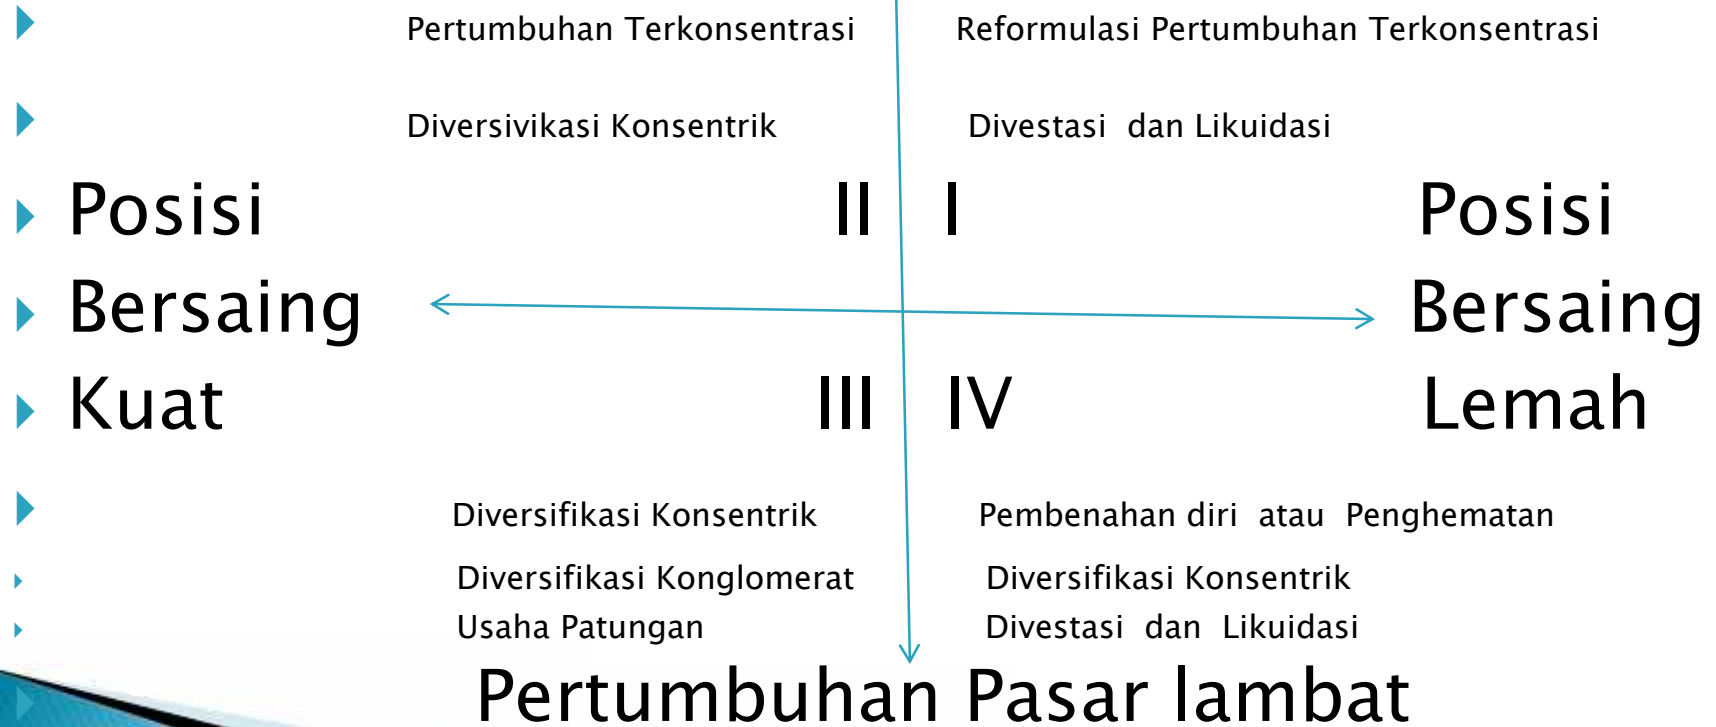 Pertumbuhan Terkonsentrasi Reformulasi Pertumbuhan Terkonsentrasi
Diversivikasi Konsentrik Divestasi dan Likuidasi
Posisi II I Posisi
Bersaing Bersaing
Kuat III IV Lemah
Diversifikasi Konsentrik Pembenahan diri atau Penghematan
Diversifikasi Konglomerat Diversifikasi Konsentrik
Usaha Patungan Divestasi dan Likuidasi
Pertumbuhan Pasar lambat